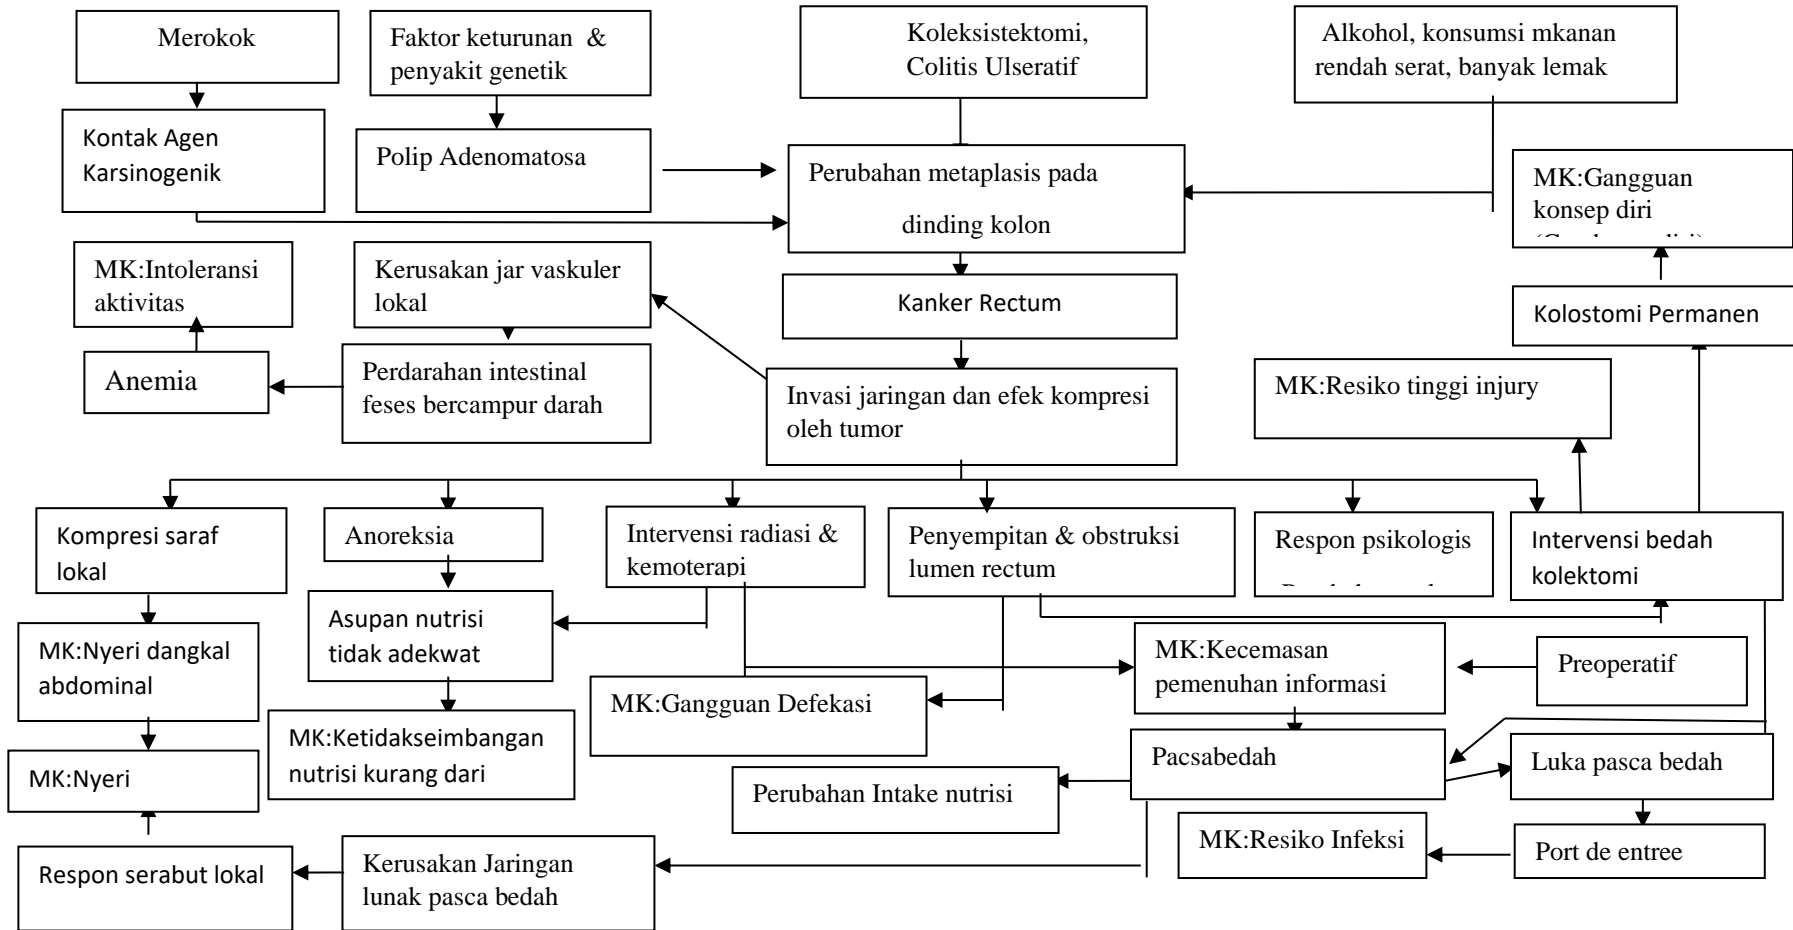 Merokok
Faktor keturunan &
penyakit genetik
Koleksistektomi,
Colitis Ulseratif
Alkohol, konsumsi mkanan
rendah serat, banyak lemak
Kontak Agen
Karsinogenik
Polip Adenomatosa
Perubahan metaplasis pada
dinding kolon
MK:Gangguan
konsep diri
MK:Intoleransi
aktivitas
Kerusakan jar vaskuler
lokal
Kanker Rectum
Kolostomi Permanen
Anemia
Perdarahan intestinal
feses bercampur darah
Invasi jaringan dan efek kompresi
oleh tumor
MK:Resiko tinggi injury
Kompresi saraf
lokal
Anoreksia
Intervensi radiasi &
kemoterapi
Penyempitan & obstruksi
lumen rectum
Respon psikologis
Intervensi bedah
kolektomi
MK:Nyeri dangkal
abdominal
Asupan nutrisi
tidak adekwat
MK:Kecemasan
pemenuhan informasi
Preoperatif
MK:Gangguan Defekasi
MK:Nyeri
MK:Ketidakseimbangan
nutrisi kurang dari
Pacsabedah
Luka pasca bedah
Perubahan Intake nutrisi
MK:Resiko Infeksi
Port de entree
Respon serabut lokal
Kerusakan Jaringan
lunak pasca bedah